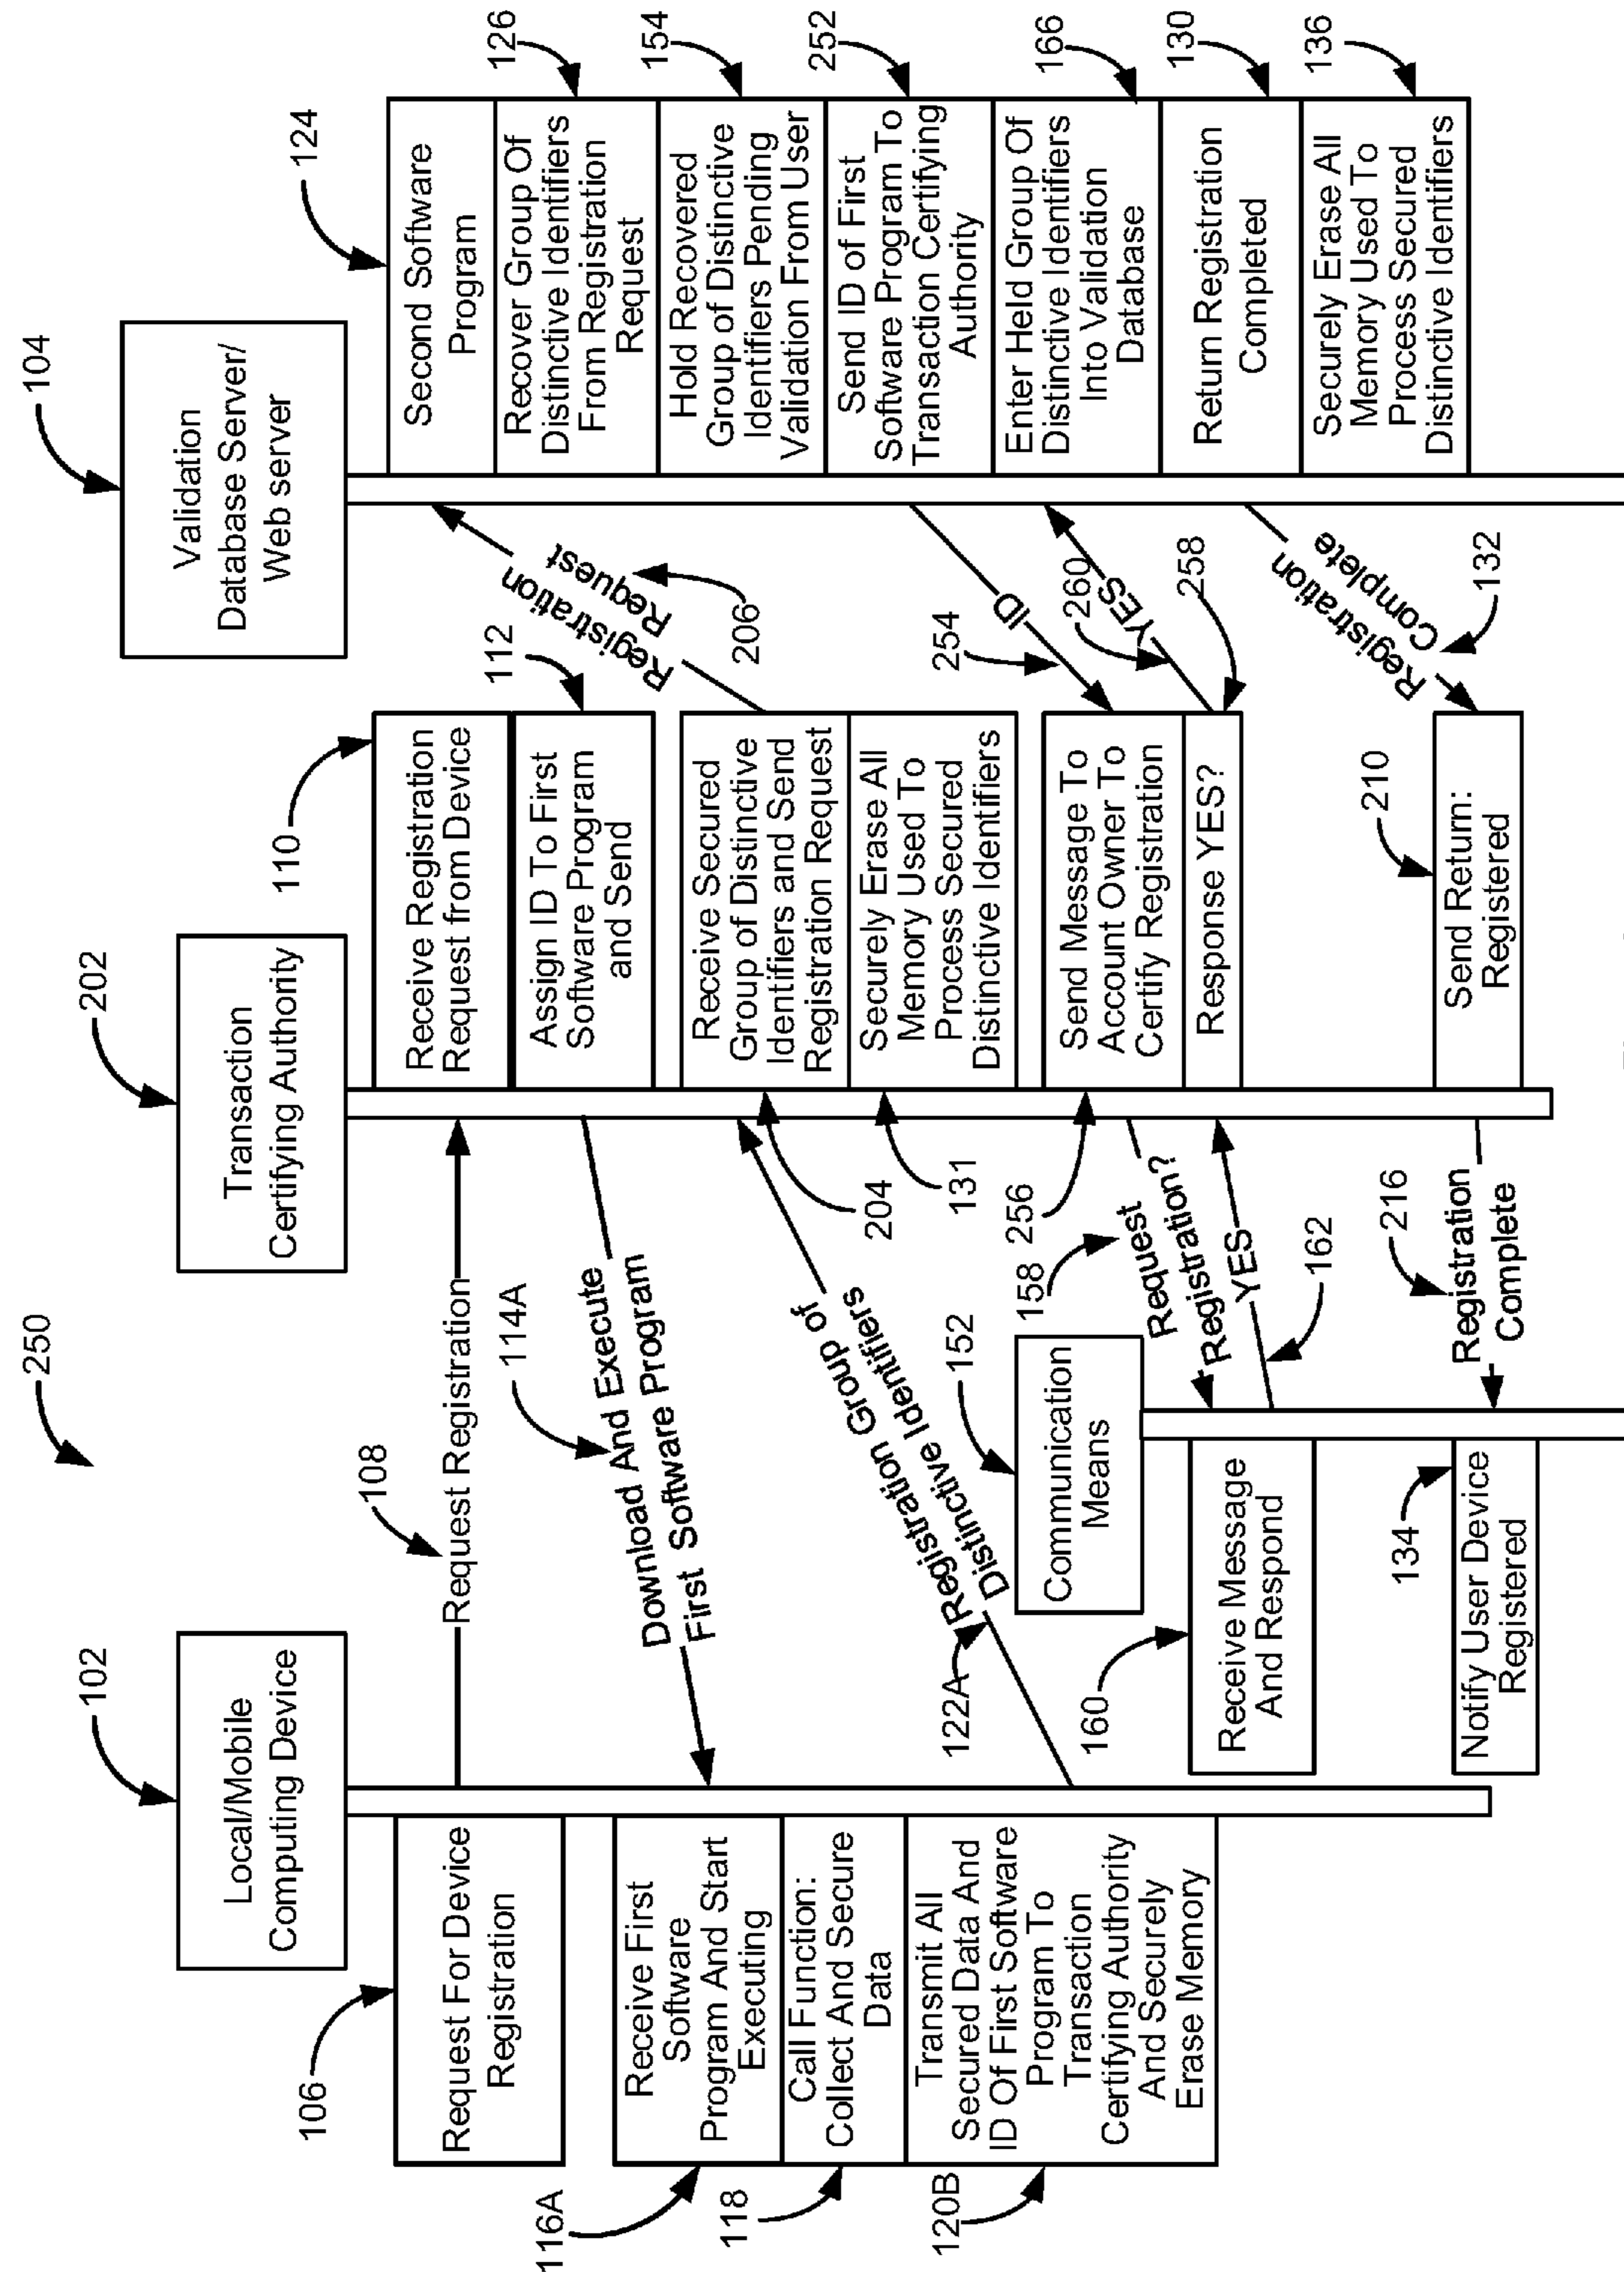 250
102
Local/Mobile
Computing Device
202
Transaction
Certifying Authority
104
Validation
Database Server/
Web server
106
Request For Device
Registration
108
Request Registration
110
Receive Registration
Request from Device
112
Assign ID To First
Software Program
and Send
114A
Download And Execute
First Software Program
116A
Receive First
Software
Program And Start
Executing
118
Call Function:
Collect And Secure
Data
120B
Transmit All
Secured Data And
ID Of First Software
Program To
Transaction
Certifying Authority
And Securely
Erase Memory
122A
Registration Group of
Distinctive Identifiers
204
Receive Secured
Group of Distinctive
Identifiers and Send
Registration Request
131
Securely Erase All
Memory Used To
Process Secured
Distinctive Identifiers
206
Registration
Request
124
Second Software
Program
126
Recover Group Of
Distinctive Identifiers
From Registration
Request
154
Hold Recovered
Group of Distinctive
Identifiers Pending
Validation From User
252
Send ID of First
Software Program To
Transaction Certifying
Authority
254
ID
256
Send Message To
Account Owner To
Certify Registration
152
Communication
Means
158
Request
Registration?
160
Receive Message
And Respond
162
YES
258
Response YES?
260
YES
166
Enter Held Group Of
Distinctive Identifiers
Into Validation
Database
130
Return Registration
Completed
132
Registration
Complete
136
Securely Erase All
Memory Used To
Process Secured
Distinctive Identifiers
210
Send Return:
Registered
216
Registration
Complete
134
Notify User Device
Registered